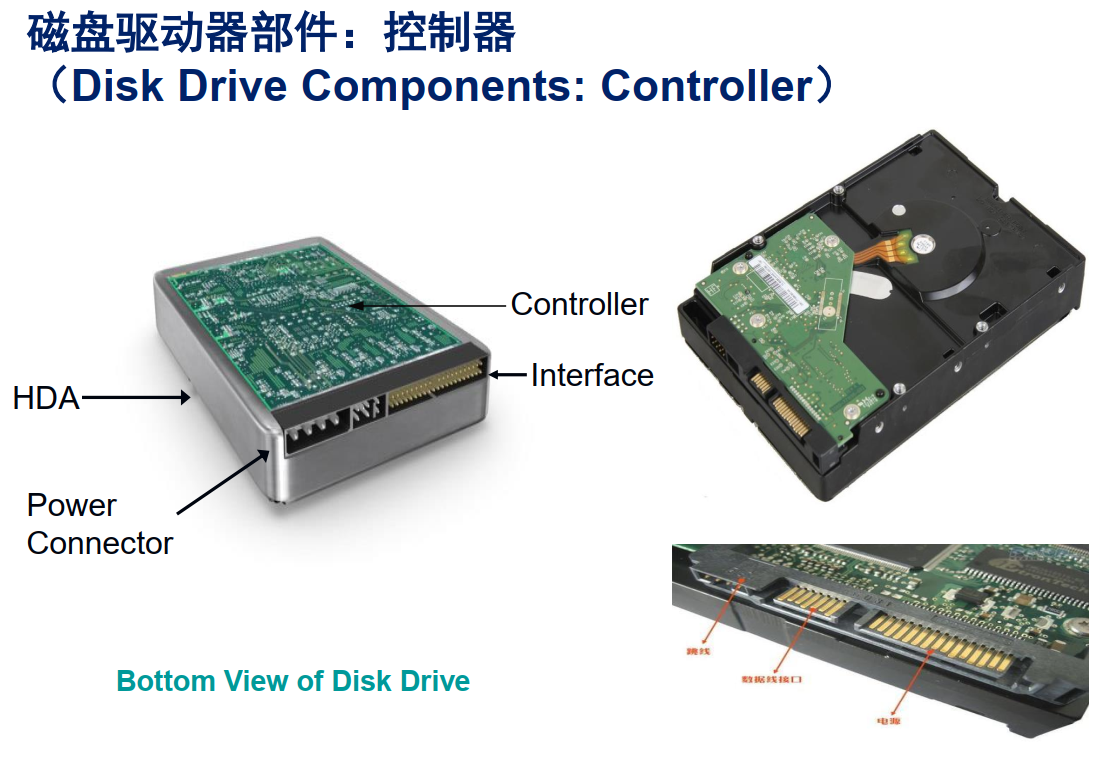 磁盘驱动器部件：控制器
（Disk Drive Components: Controller）
Controller
Interface
HDA
Power
Connector
Bottom View of Disk Drive
跳线
数据线接口
电源